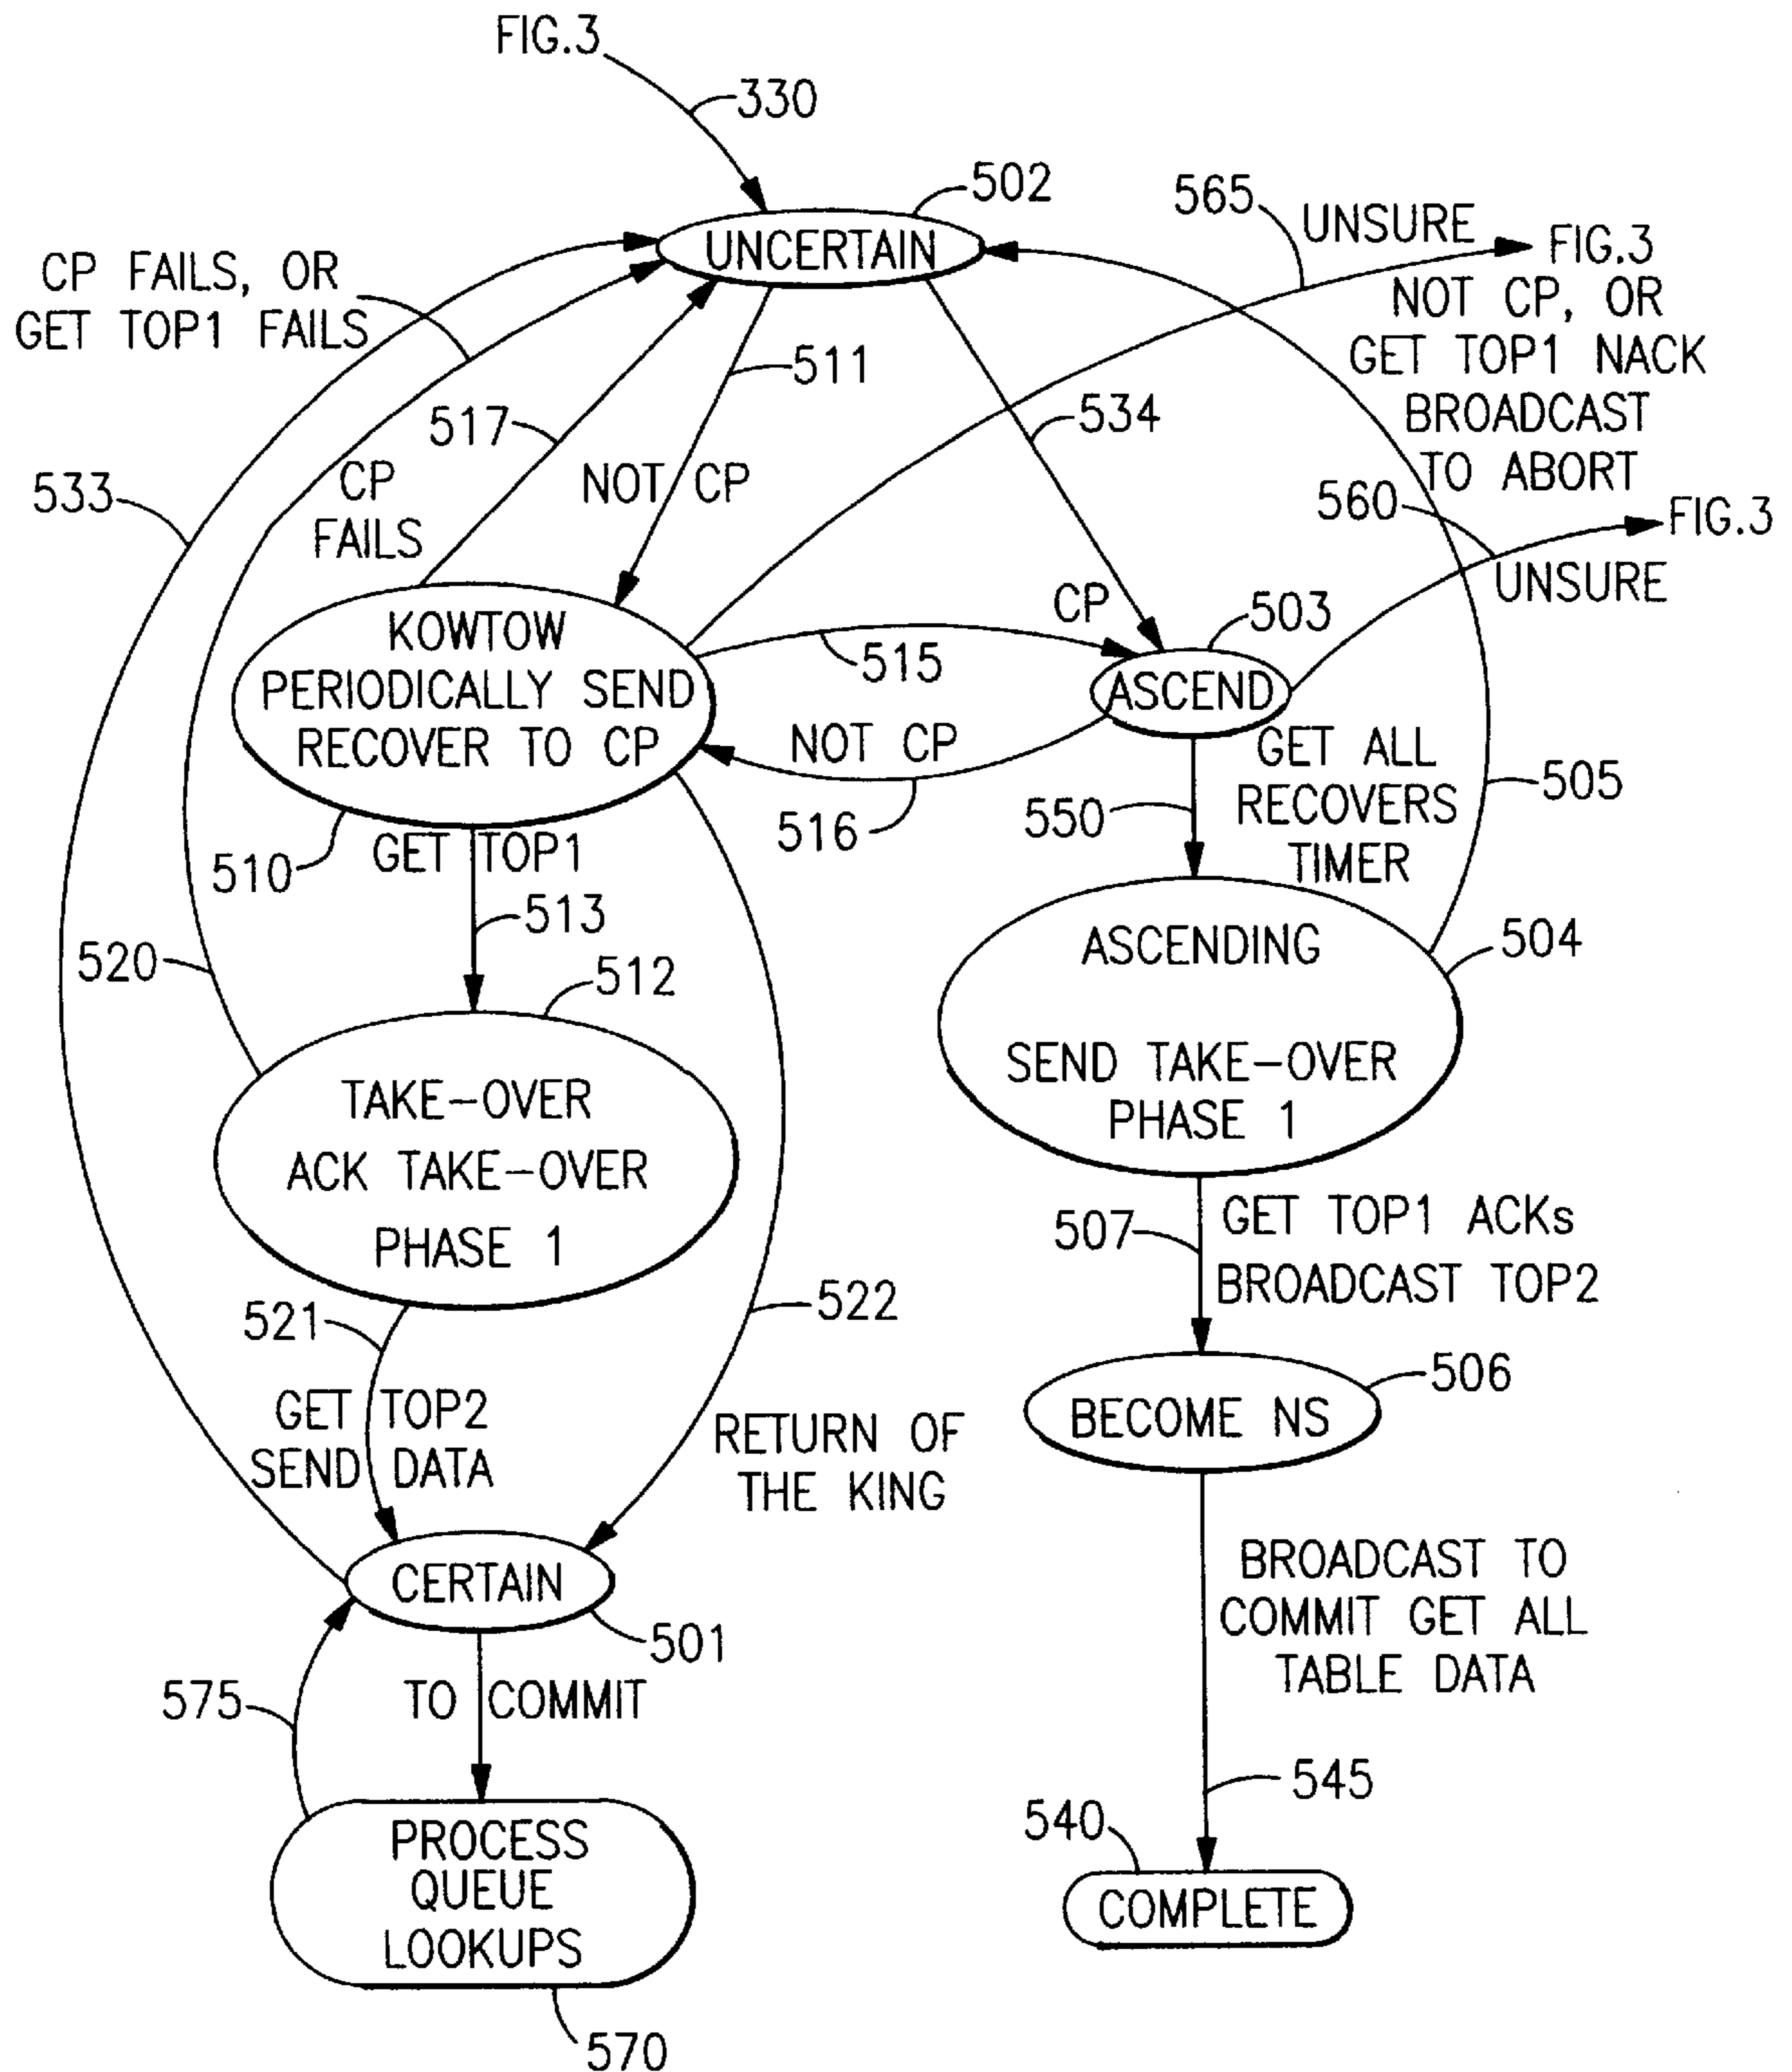 FIG.3
330
502
UNCERTAIN
565
UNSURE
FIG.3
CP FAILS, OR
GET TOP1 FAILS
NOT CP, OR
GET TOP1 NACK
BROADCAST
TO ABORT
511
534
517
533
CP
FAILS
NOT CP
560
FIG.3
UNSURE
CP
503
KOWTOW
PERIODICALLY SEND
RECOVER TO CP
515
ASCEND
NOT CP
516
GET ALL
RECOVERS
TIMER
550
505
510
GET TOP1
513
520
512
ASCENDING
504
SEND TAKE-OVER
PHASE 1
TAKE-OVER
ACK TAKE-OVER
PHASE 1
507
GET TOP1 ACKs
BROADCAST TOP2
521
522
506
GET TOP2
SEND DATA
RETURN OF
THE KING
BECOME NS
CERTAIN
501
BROADCAST TO
COMMIT GET ALL
TABLE DATA
575
TO COMMIT
545
540
PROCESS
QUEUE
LOOKUPS
COMPLETE
570